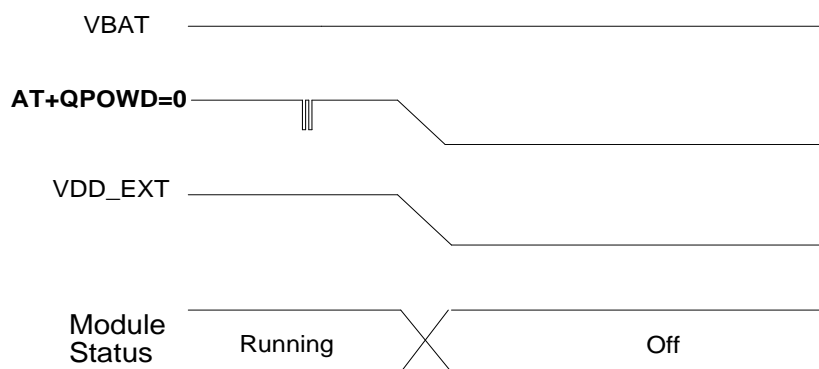 VBAT
AT+QPOWD=0
VDD_EXT
Module
Status
Running
Off